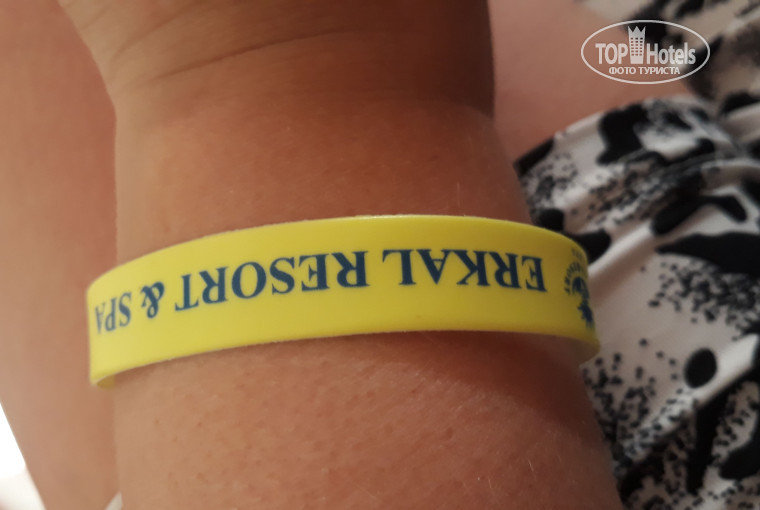 ERKAL RESORT & SPA
TOP Hotels
ФОТО ТУРИСТА